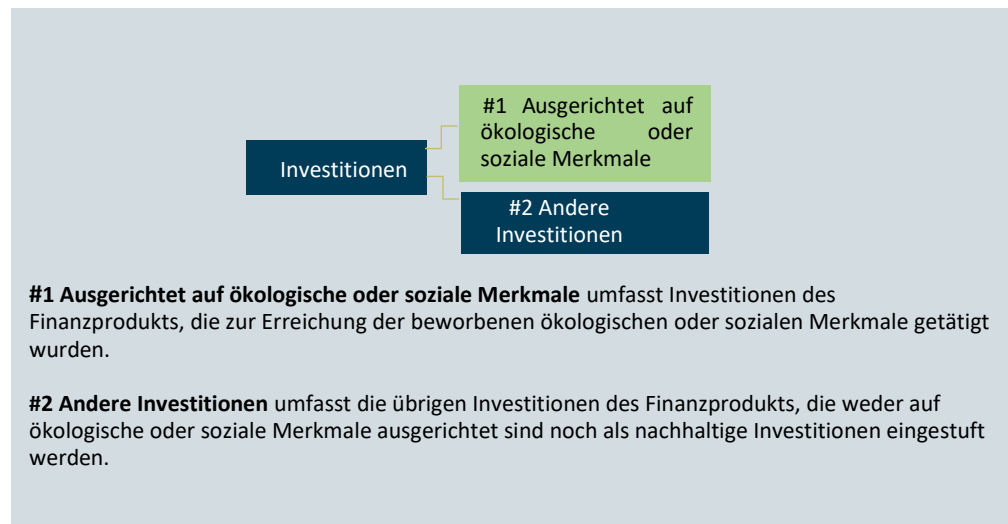 #1 Ausgerichtet auf
ökologische oder
soziale Merkmale
Investitionen
#2 Andere
Investitionen
#1 Ausgerichtet auf ökologische oder soziale Merkmale umfasst Investitionen des
Finanzprodukts, die zur Erreichung der beworbenen ökologischen oder sozialen Merkmale getätigt
wurden.
#2 Andere Investitionen umfasst die übrigen Investitionen des Finanzprodukts, die weder auf
ökologische oder soziale Merkmale ausgerichtet sind noch als nachhaltige Investitionen eingestuft
werden.